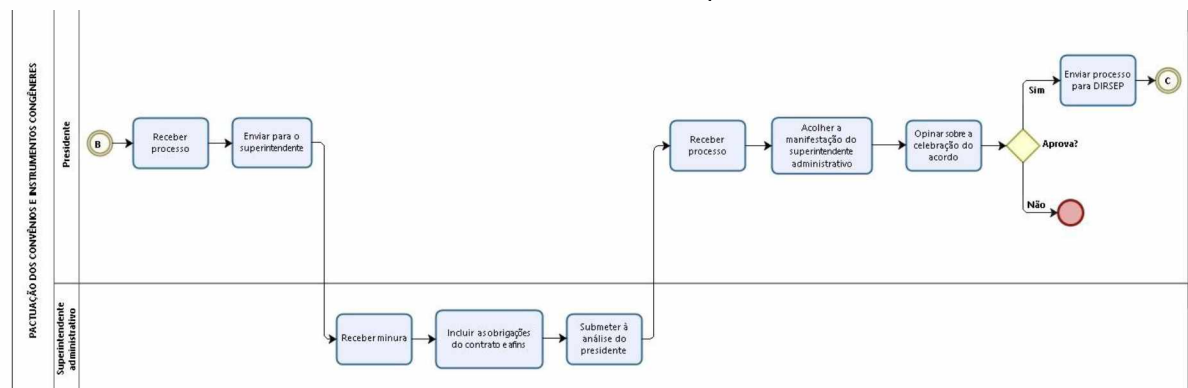 PACTUAÇÃO DOS CONVÊNIOS E INSTRUMENTOS CONGÊNERES
Presidente
B
Receber
processo
Enviar para o
superintendente
Receber
processo
Acolher a
manifestação do
superintendente
administrativo
Opinar sobre a
celebração do
acordo
Aprova?
Sim
Enviar processo
para DIRSEP
C
Não
Superintendente
administrativo
Receber minura
Incluir as obrigações
do contrato e afins
Submeter à
análise do
presidente